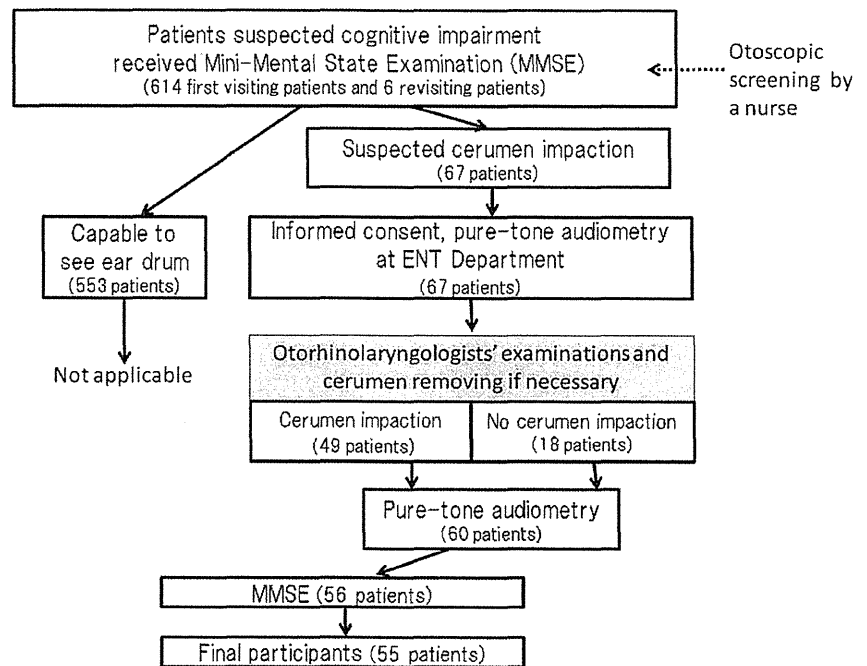 Patients suspected cognitive impairment
received Mini-Mental State Examination (MMSE)
(614 first visiting patients and 6 revisiting patients)
Otoscopic
screening by
a nurse
Suspected cerumen impaction
(67 patients)
Capable to
see ear drum
(553 patients)
Informed consent, pure-tone audiometry
at ENT Department
(67 patients)
Not applicable
Otorhinolaryngologists' examinations and
cerumen removing if necessary
Cerumen impaction
(49 patients)
No cerumen impaction
(18 patients)
Pure-tone audiometry
(60 patients)
MMSE (56 patients)
Final participants (55 patients)